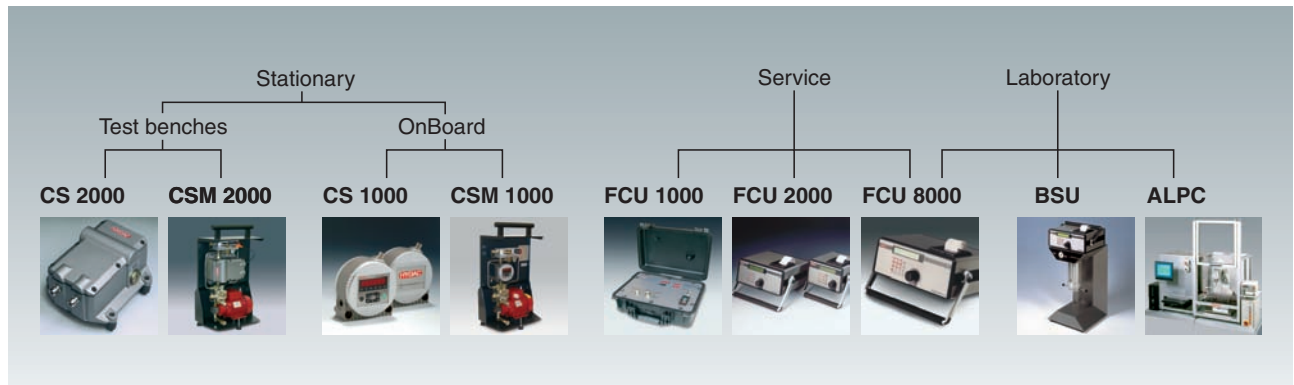 Stationary
Service
Laboratory
Test benches
OnBoard
CS 2000
CSM 2000
CS 1000
CSM 1000
FCU 1000
FCU 2000
FCU 8000
BSU
ALPC
HYDAC